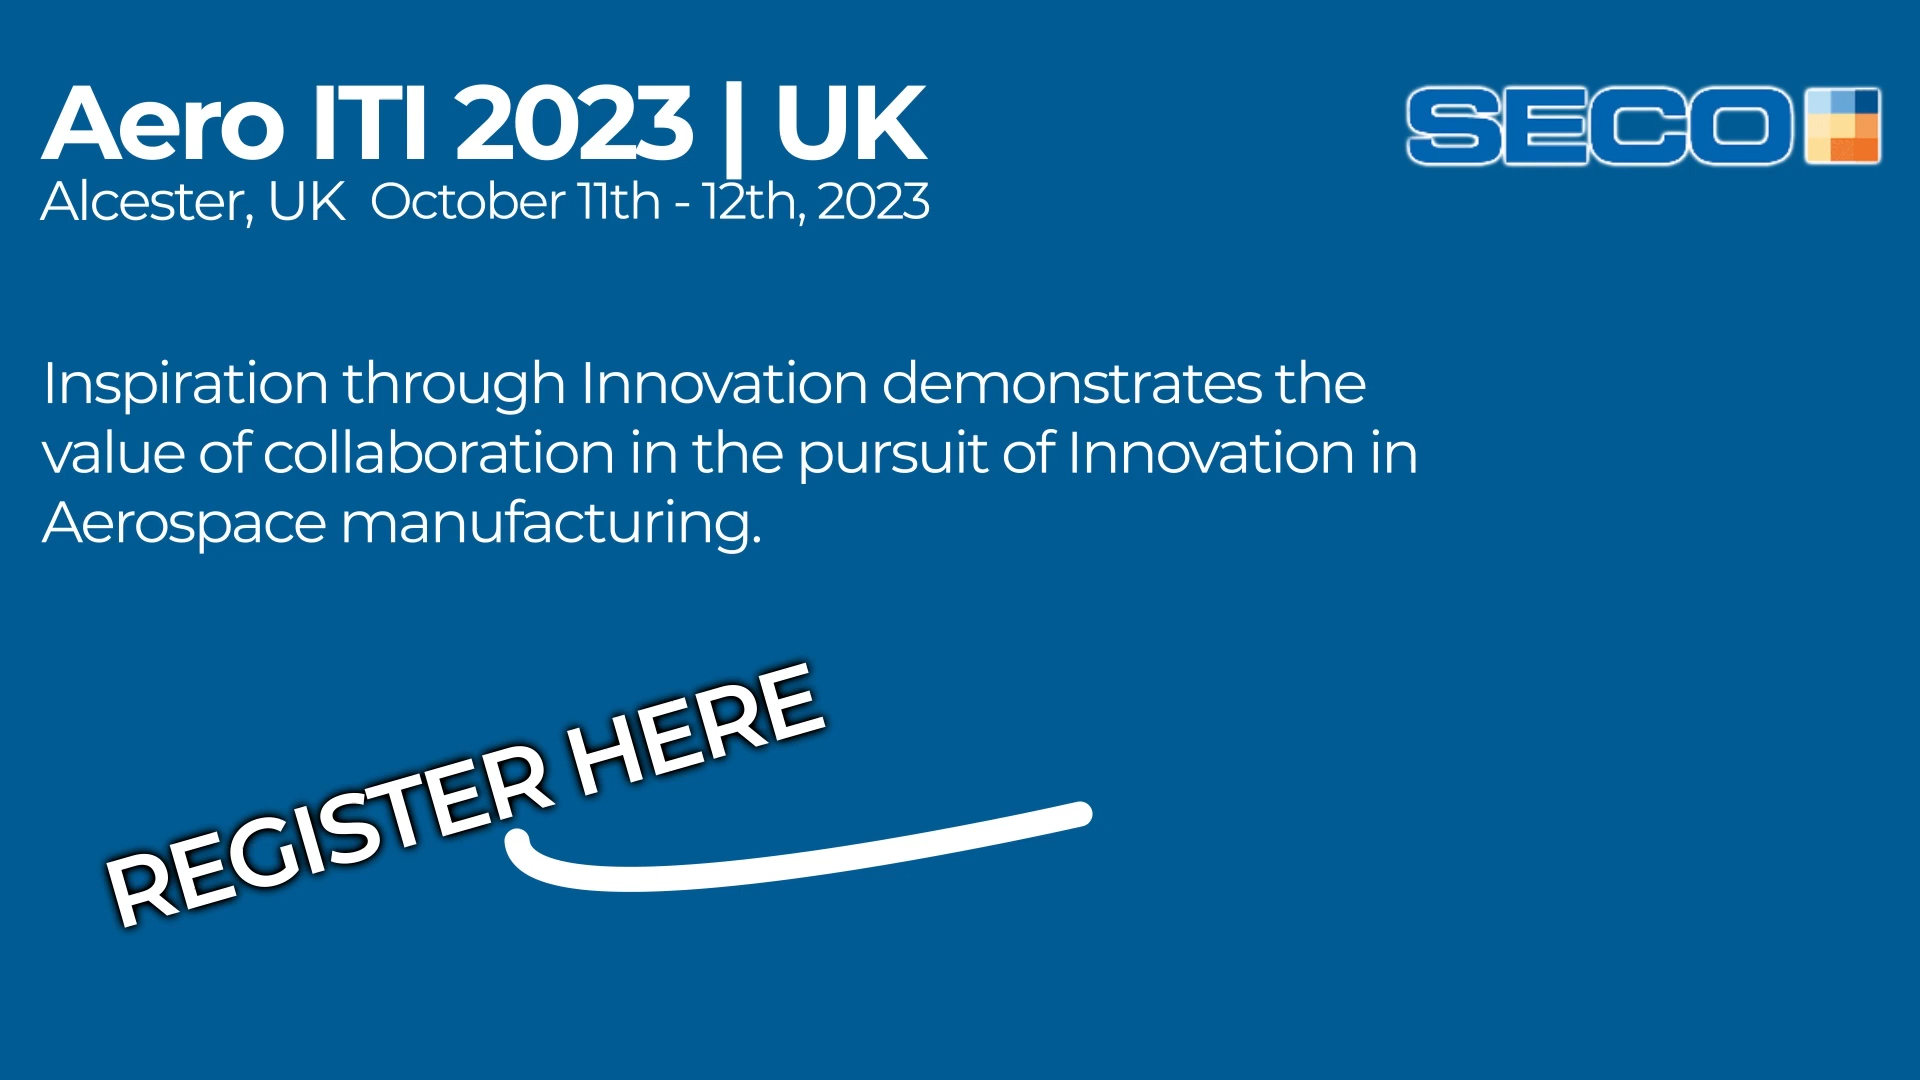 Aero ITI 2023 | UK
SECO
Alcester, UK October 11th - 12th, 2023
Inspiration through Innovation demonstrates the
value of collaboration in the pursuit of Innovation in
Aerospace manufacturing.
REGISTER HERE